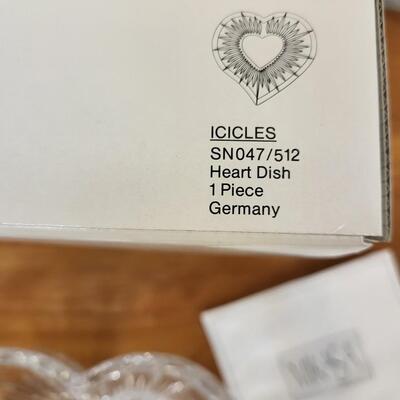 ICICLES
SN047/512
Heart Dish
1 Piece
Germany